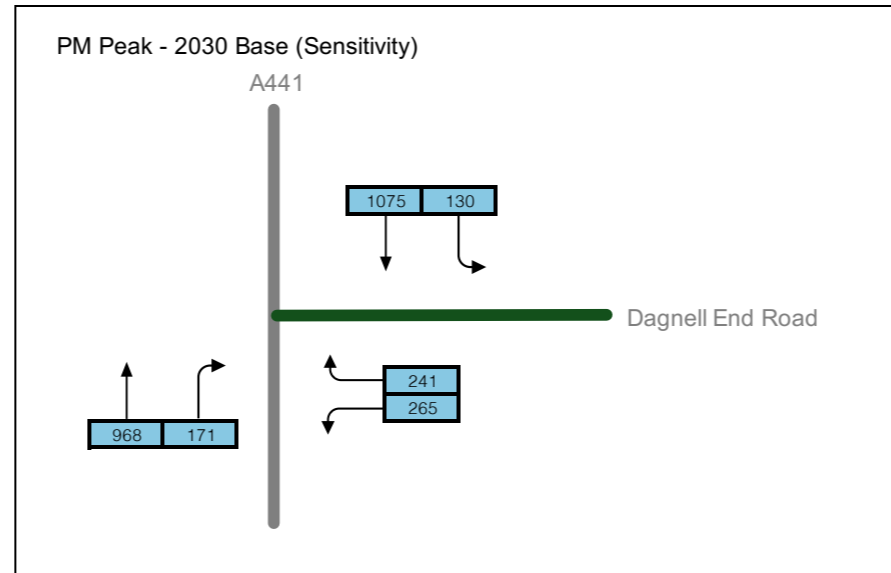 PM Peak - 2030 Base (Sensitivity)
A441
1075 130
Dagnell End Road
241
265
968 171